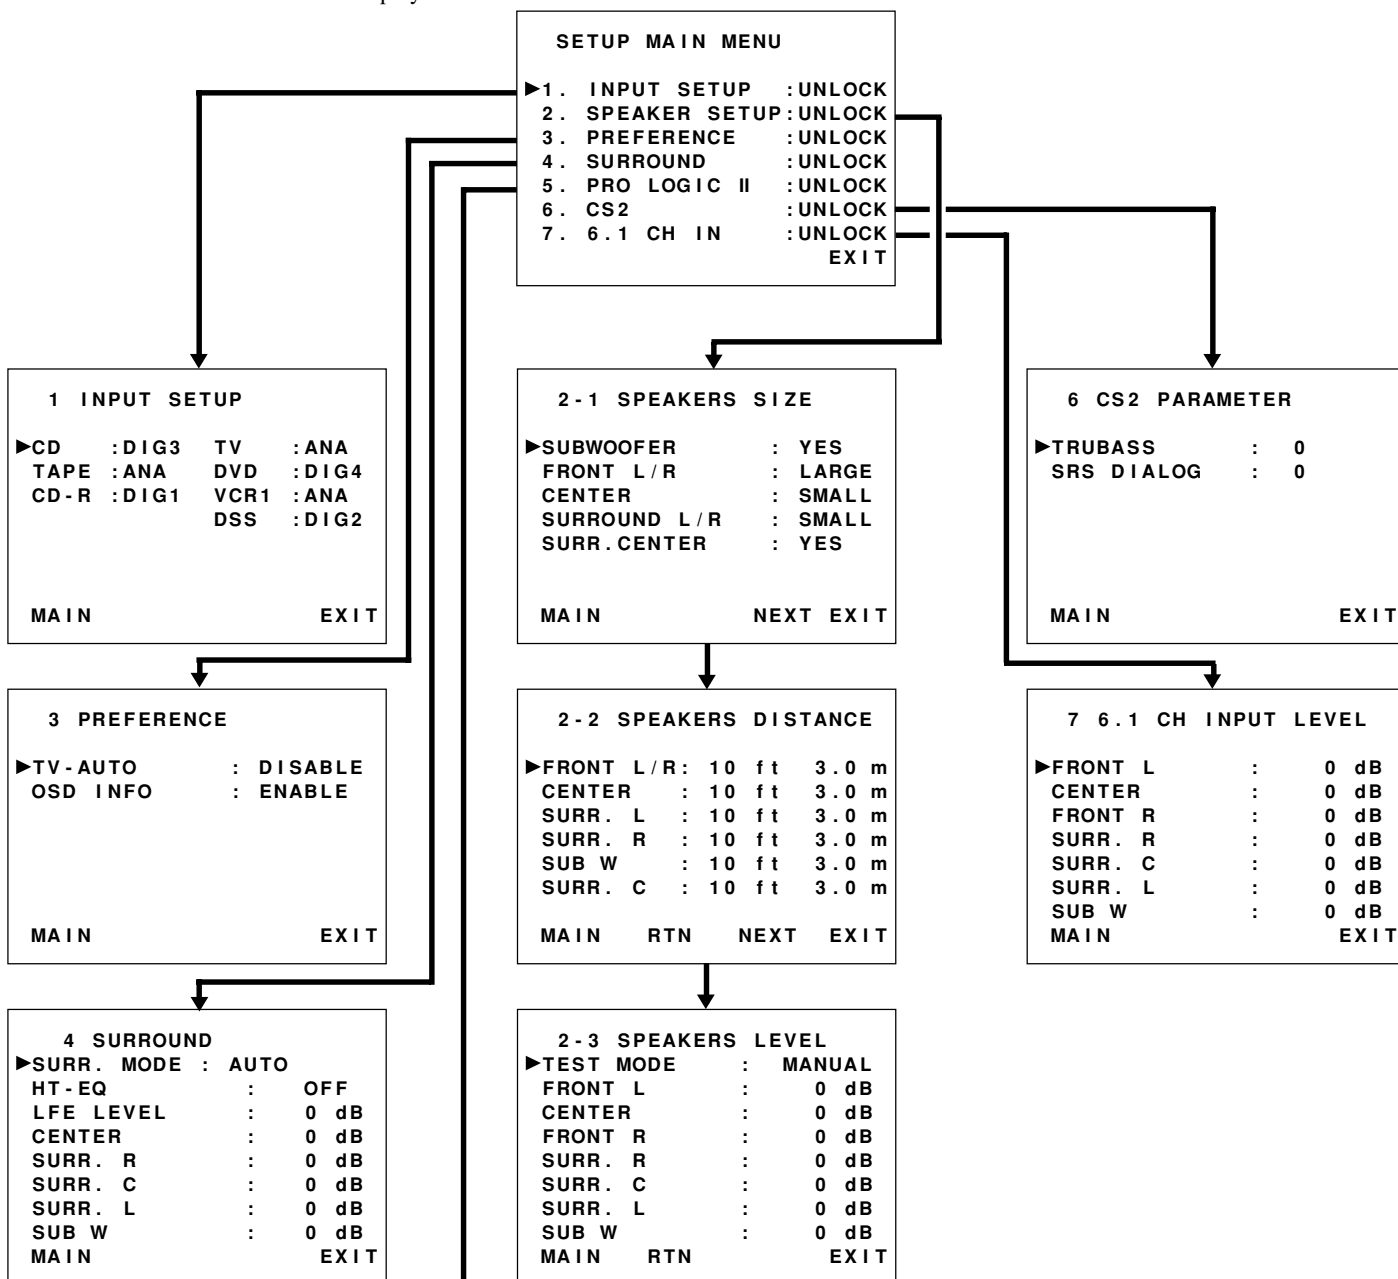 SETUP MAIN MENU
▶1. INPUT SETUP :UNLOCK
2. SPEAKER SETUP:UNLOCK
3. PREFERENCE :UNLOCK
4. SURROUND :UNLOCK
5. PRO LOGIC II :UNLOCK
6. CS2 :UNLOCK
7. 6.1 CH IN :UNLOCK
EXIT
1 INPUT SETUP
▶CD :DIG3 TV :ANA
TAPE :ANA DVD :DIG4
CD-R :DIG1 VCR1 :ANA
DSS :DIG2
MAIN EXIT
2-1 SPEAKERS SIZE
▶SUBWOOFER : YES
FRONT L/R : LARGE
CENTER : SMALL
SURROUND L/R : SMALL
SURR.CENTER : YES
MAIN NEXT EXIT
6 CS2 PARAMETER
▶TRUBASS : 0
SRS DIALOG : 0
MAIN EXIT
3 PREFERENCE
▶TV-AUTO : DISABLE
OSD INFO : ENABLE
MAIN EXIT
2-2 SPEAKERS DISTANCE
▶FRONT L/R: 10 ft 3.0 m
CENTER : 10 ft 3.0 m
SURR. L : 10 ft 3.0 m
SURR. R : 10 ft 3.0 m
SUB W : 10 ft 3.0 m
SURR. C : 10 ft 3.0 m
MAIN RTN NEXT EXIT
7 6.1 CH INPUT LEVEL
▶FRONT L : 0 dB
CENTER : 0 dB
FRONT R : 0 dB
SURR. R : 0 dB
SURR. C : 0 dB
SURR. L : 0 dB
SUB W : 0 dB
MAIN EXIT
4 SURROUND
▶SURR. MODE : AUTO
HT-EQ : OFF
LFE LEVEL : 0 dB
CENTER : 0 dB
SURR. R : 0 dB
SURR. C : 0 dB
SURR. L : 0 dB
SUB W : 0 dB
MAIN EXIT
2-3 SPEAKERS LEVEL
▶TEST MODE : MANUAL
FRONT L : 0 dB
CENTER : 0 dB
FRONT R : 0 dB
SURR. R : 0 dB
SURR. C : 0 dB
SURR. L : 0 dB
SUB W : 0 dB
MAIN RTN EXIT